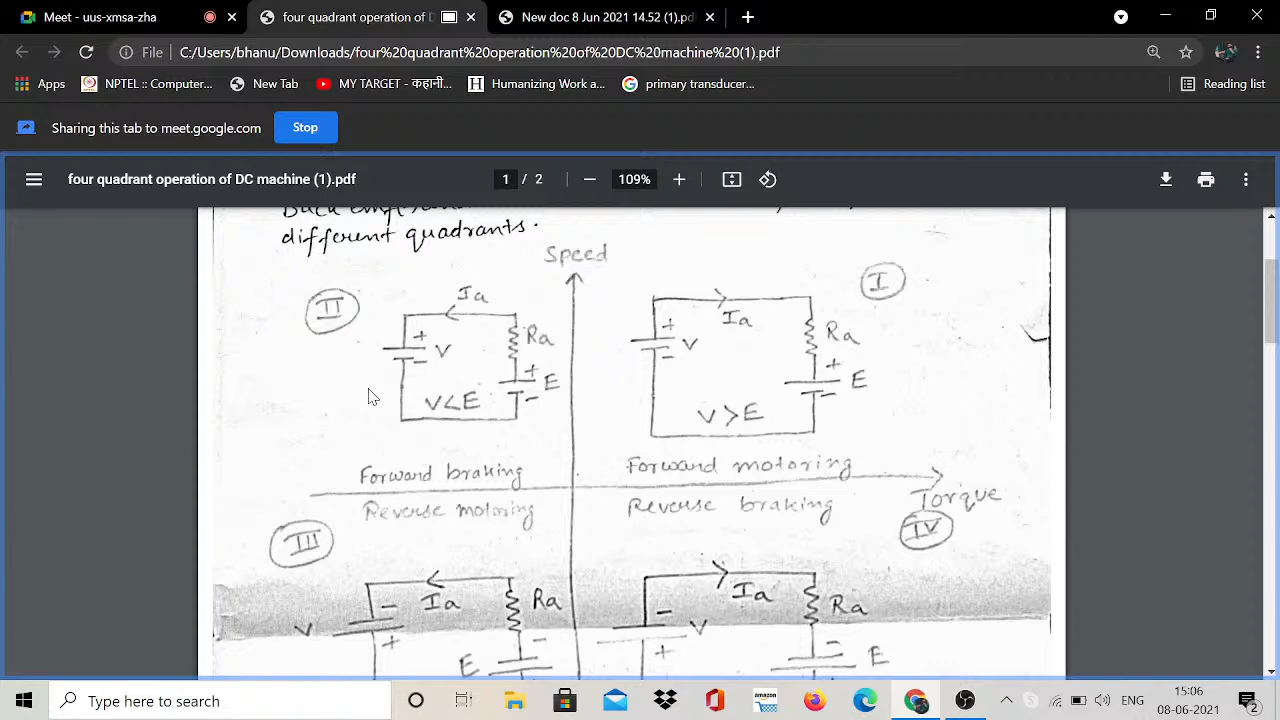 Meet - uus-xmsa-zha
four quadrant operation of D
New doc 8 Jun 2021 14.52 (1).pd
File
C:/Users/bhanu/Downloads/four%20quadrant%20operation%20of%20DC%20machine%20(1).pdf
Apps
NPTEL :: Computer...
New Tab
MY TARGET - क्त्वी...
Humanizing Work a...
primary transducer...
Reading list
Sharing this tab to meet.google.com
Stop
four quadrant operation of DC machine (1).pdf
1 / 2
109%
different quadrants.
Speed
II
Ia
+
V
-
Ra
+
E
-
V<E
I
Ia
+
V
-
Ra
+
E
-
V>E
Forward braking
Forward motoring
Torque
Reverse motoring
Reverse braking
III
IV
Ia
-
V
+
Ra
-
E
Ia
-
V
+
Ra
-
E
Type here to search
amazon
ENG
15:06
08-06-2021
2